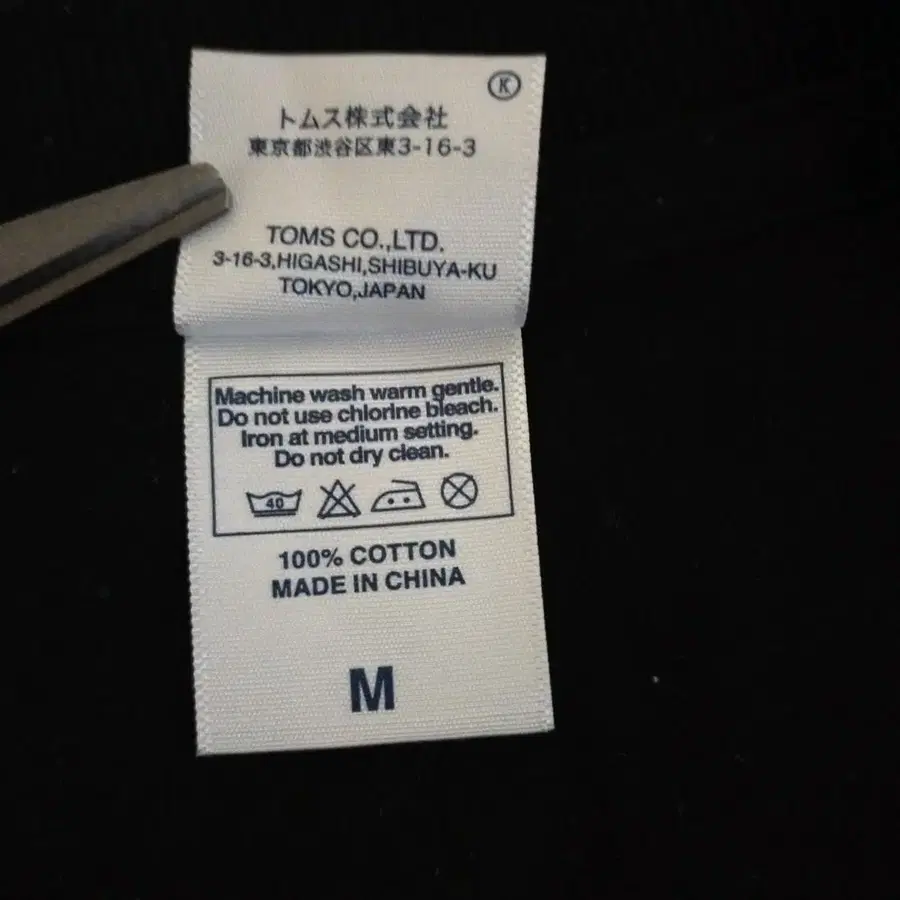 Ⓚ
トムス株式会社
東京都渋谷区東3-16-3
TOMS CO.,LTD.
3-16-3,HIGASHI,SHIBUYA-KU
TOKYO,JAPAN
Machine wash warm gentle.
Do not use chlorine bleach.
Iron at medium setting.
Do not dry clean.
40
100% COTTON
MADE IN CHINA
M